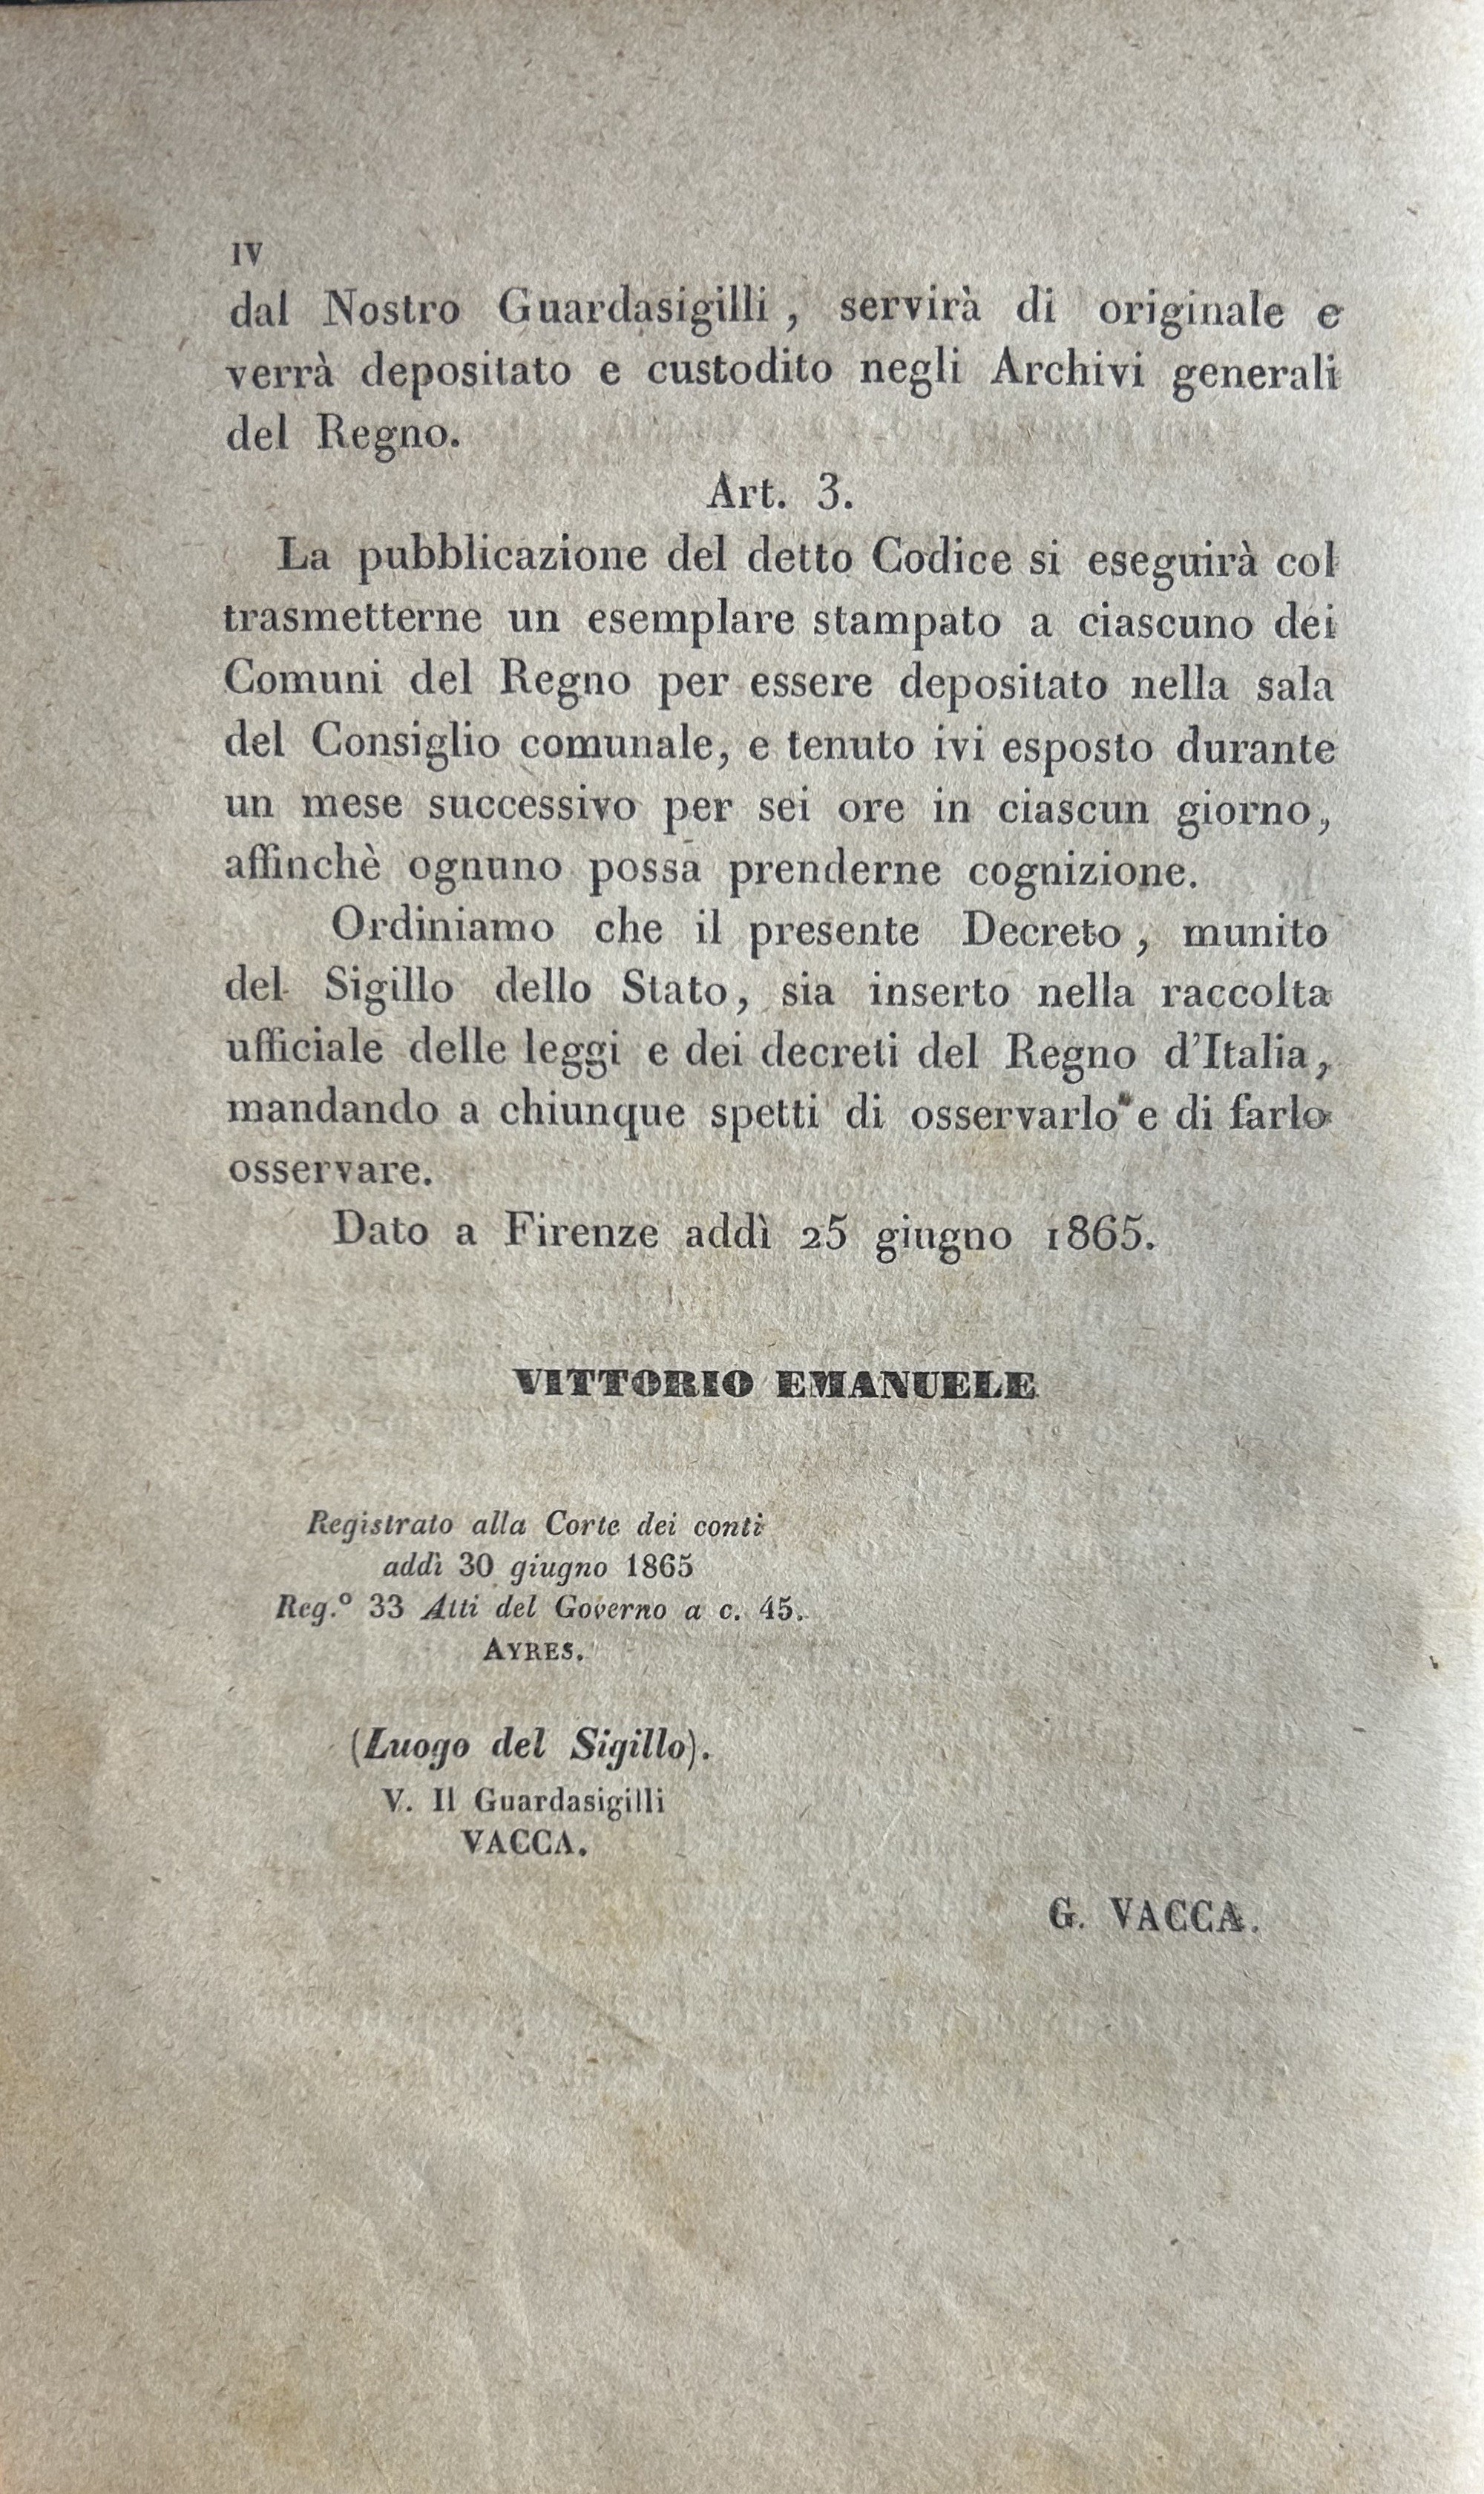 IV
dal Nostro Guardasigilli, servirà di originale e
verrà depositato e custodito negli Archivi generali
del Regno.
Art. 3.
La pubblicazione del detto Codice si eseguirà col
trasmetterne un esemplare stampato a ciascuno dei
Comuni del Regno per essere depositato nella sala
del Consiglio comunale, e tenuto ivi esposto durante
un mese successivo per sei ore in ciascun giorno,
affinchè ognuno possa prenderne cognizione.
Ordiniamo che il presente Decreto, munito
del Sigillo dello Stato, sia inserto nella raccolta
ufficiale delle leggi e dei decreti del Regno d'Italia,
mandando a chiunque spetti di osservarlo e di farlo
osservare.
Dato a Firenze addì 25 giugno 1865.
VITTORIO EMANUELE
Registrato alla Corte dei conti
addì 30 giugno 1865
Reg.° 33 Atti del Governo a c. 45.
AYRES.
(Luogo del Sigillo).
V. Il Guardasigilli
VACCA.
G. VACCA.